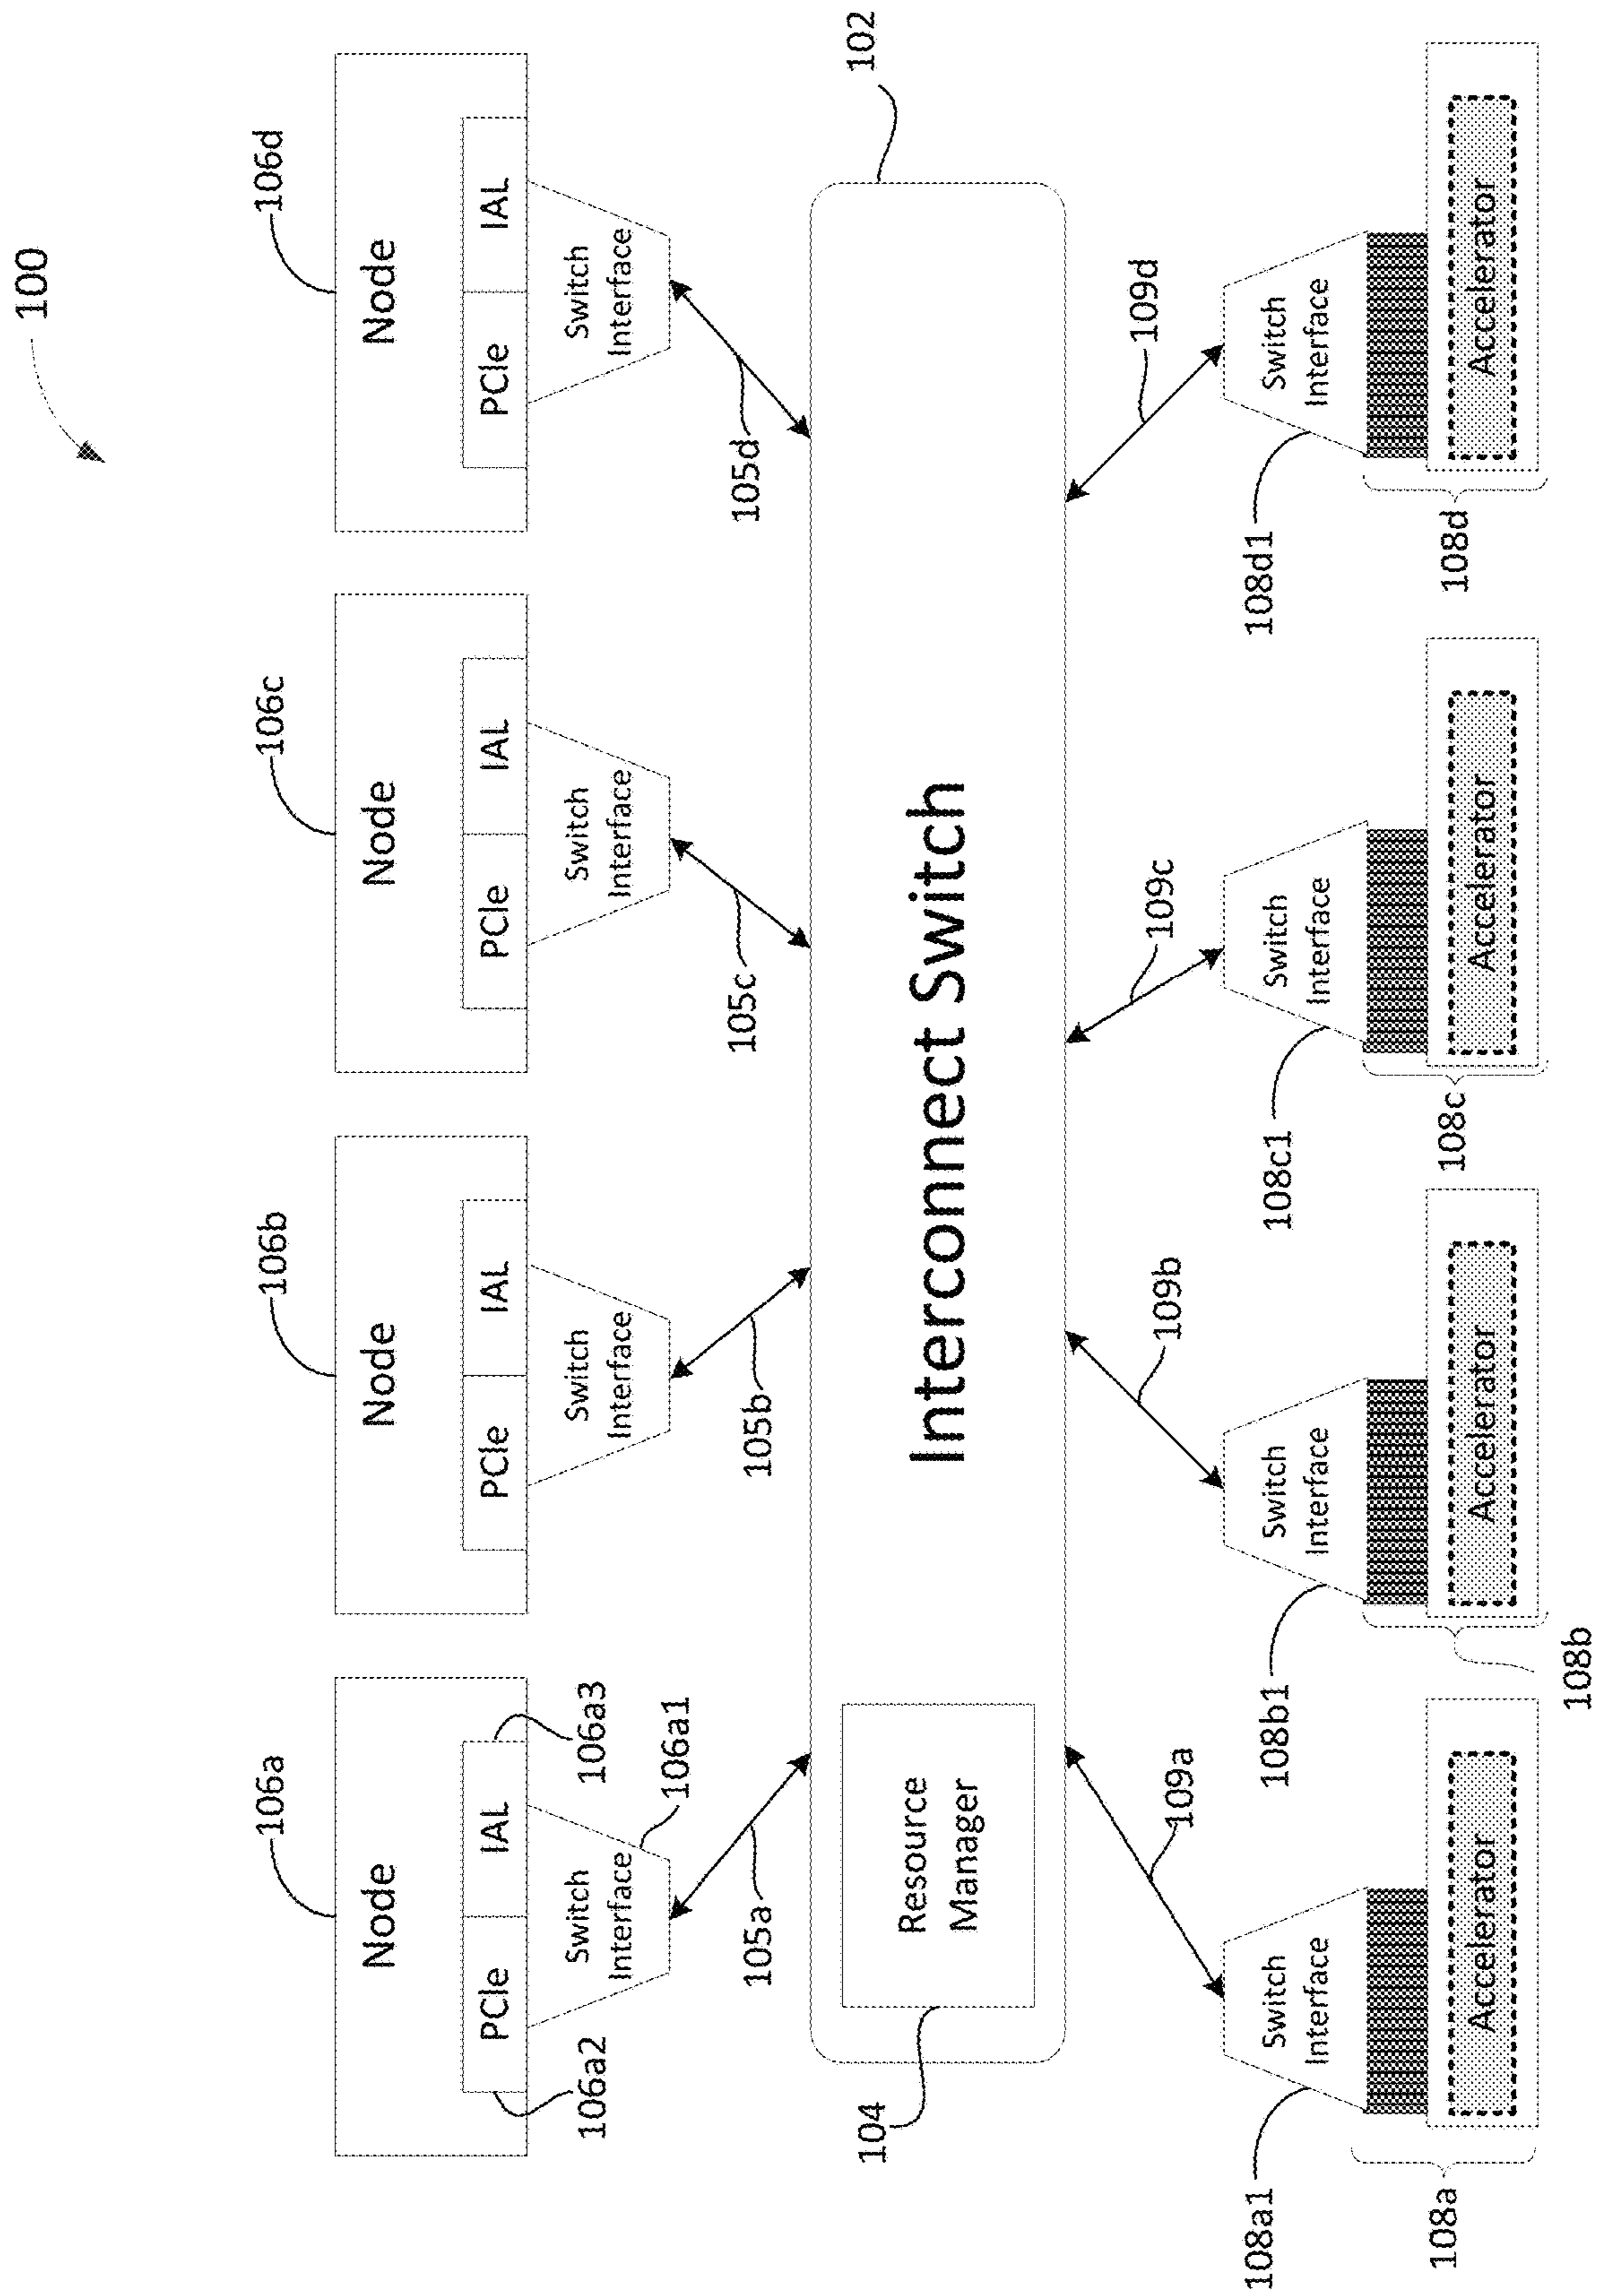 100
106a
106b
106c
106d
Node
Node
Node
Node
PCIe
IAL
PCIe
IAL
PCIe
IAL
PCIe
IAL
106a2
106a3
Switch
Interface
Switch
Interface
Switch
Interface
Switch
Interface
106a1
105a
105b
105c
105d
102
104
Resource
Manager
Interconnect Switch
109a
109b
109c
109d
Switch
Interface
Switch
Interface
Switch
Interface
Switch
Interface
108a1
108b1
108c1
108d1
Accelerator
Accelerator
Accelerator
Accelerator
108a
108b
108c
108d